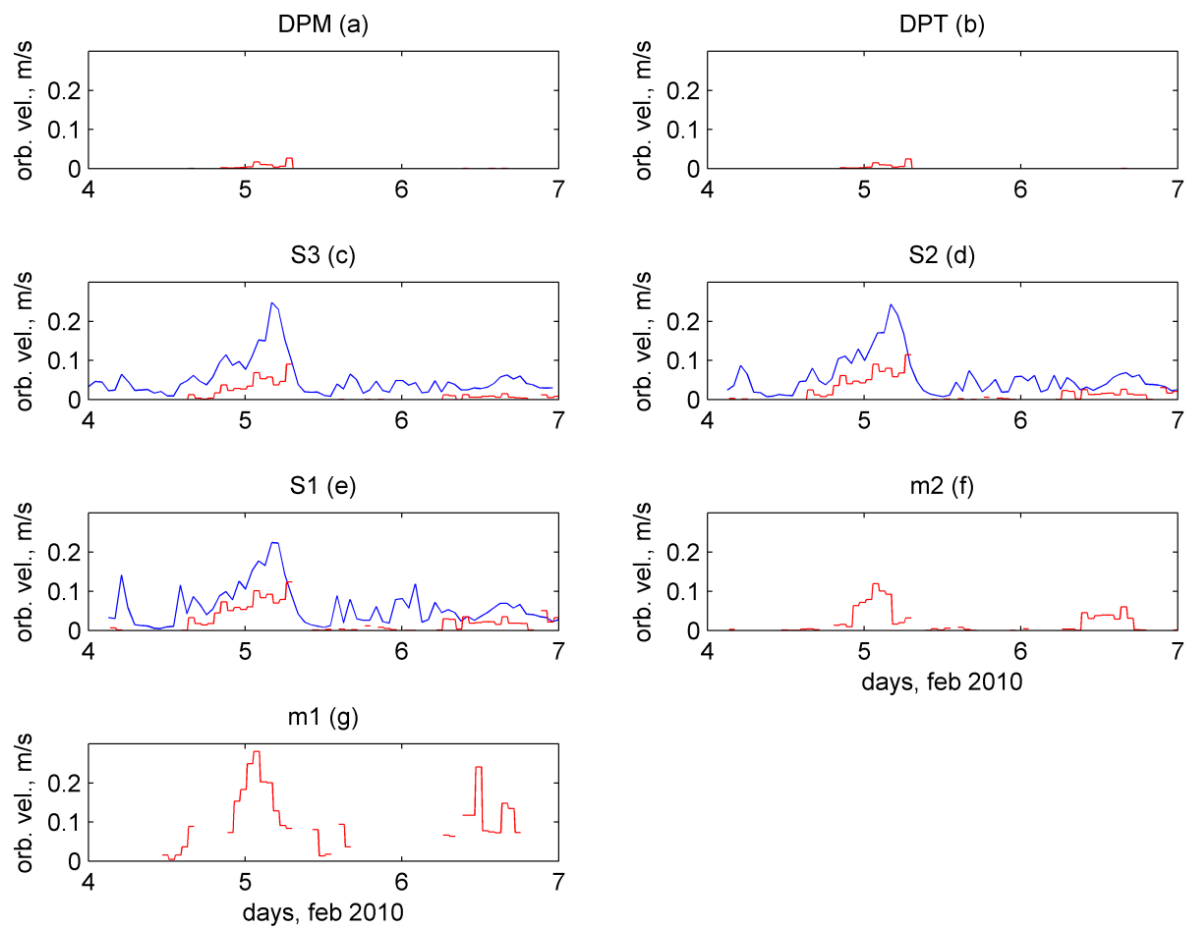 DPM (a)
orb. vel., m/s
0.2
0.1
0
4 5 6 7
DPT (b)
orb. vel., m/s
0.2
0.1
0
4 5 6 7
S3 (c)
orb. vel., m/s
0.2
0.1
0
4 5 6 7
S2 (d)
orb. vel., m/s
0.2
0.1
0
4 5 6 7
S1 (e)
orb. vel., m/s
0.2
0.1
0
4 5 6 7
m2 (f)
orb. vel., m/s
0.2
0.1
0
4 5 6 7
days, feb 2010
m1 (g)
orb. vel., m/s
0.2
0.1
0
4 5 6 7
days, feb 2010